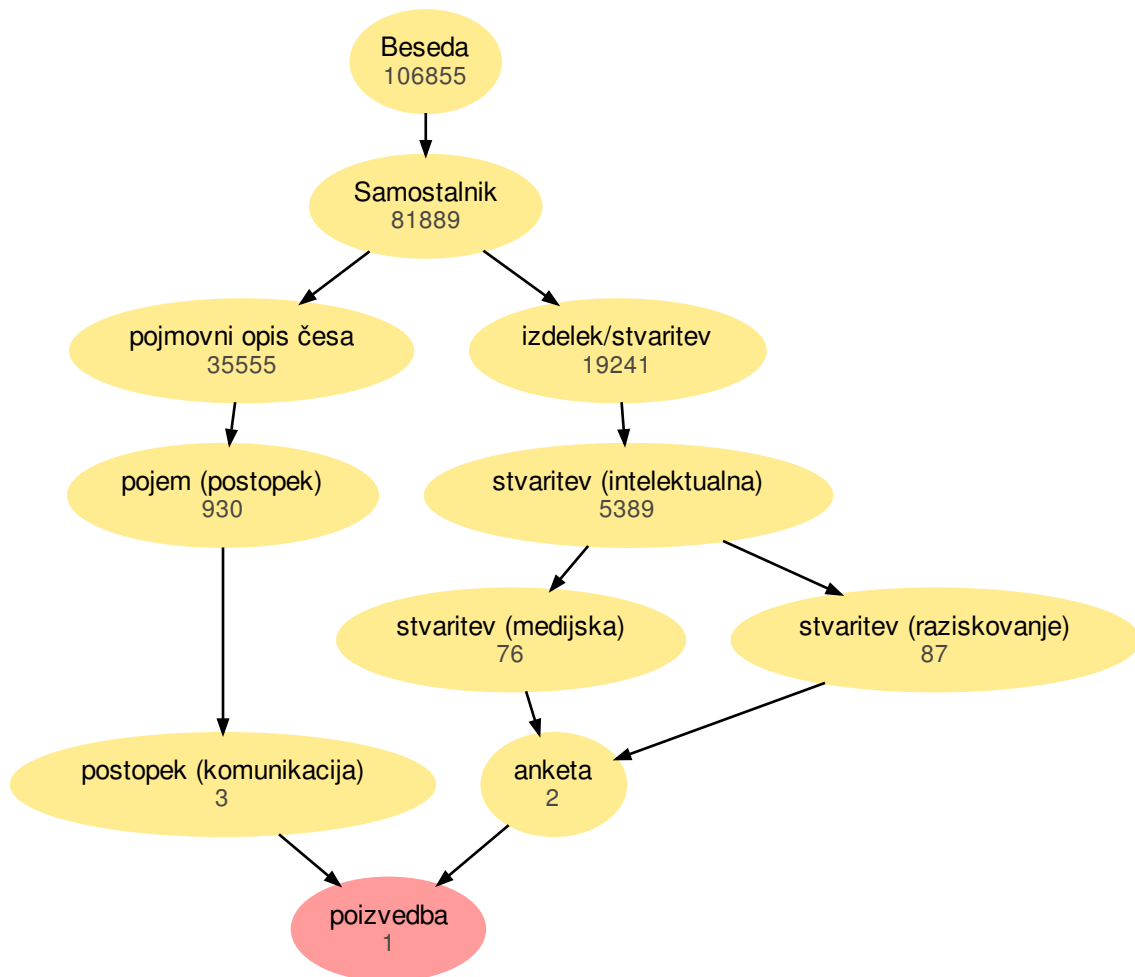 Beseda
106855
Samostalnik
81889
pojmovni opis česa
35555
izdelek/stvaritev
19241
pojem (postopek)
930
stvaritev (intelektualna)
5389
stvaritev (medijska)
76
stvaritev (raziskovanje)
87
postopek (komunikacija)
3
anketa
2
poizvedba
1